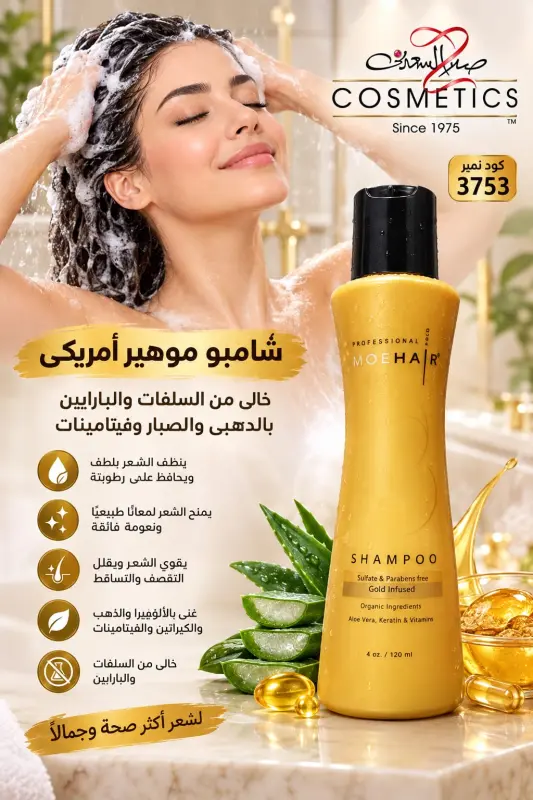 COSMETICS
TM
Since 1975
كود نمبر
3753
شامبو موهير أمريكى
خالى من السلفات والبارابين
بالدهبى والصبار وفيتامينات
ينظف الشعر بلطف
ويحافظ على رطوبتة
يمنح الشعر لمعانًا طبيعيًا
ونعومة فائقة
يقوي الشعر ويقلل
التقصف والتساقط
غنى بالألوفيرا والذهب
والكيراتين والفيتامينات
خالى من السلفات
والبارابين
لشعر أكثر صحة وجمالاً
PROFESSIONAL
MOEHAIR®
SHAMPOO
Sulfate & Parabens free
Gold Infused
Organic Ingredients
Aloe Vera, Keratin & Vitamins
4 oz. / 120 ml